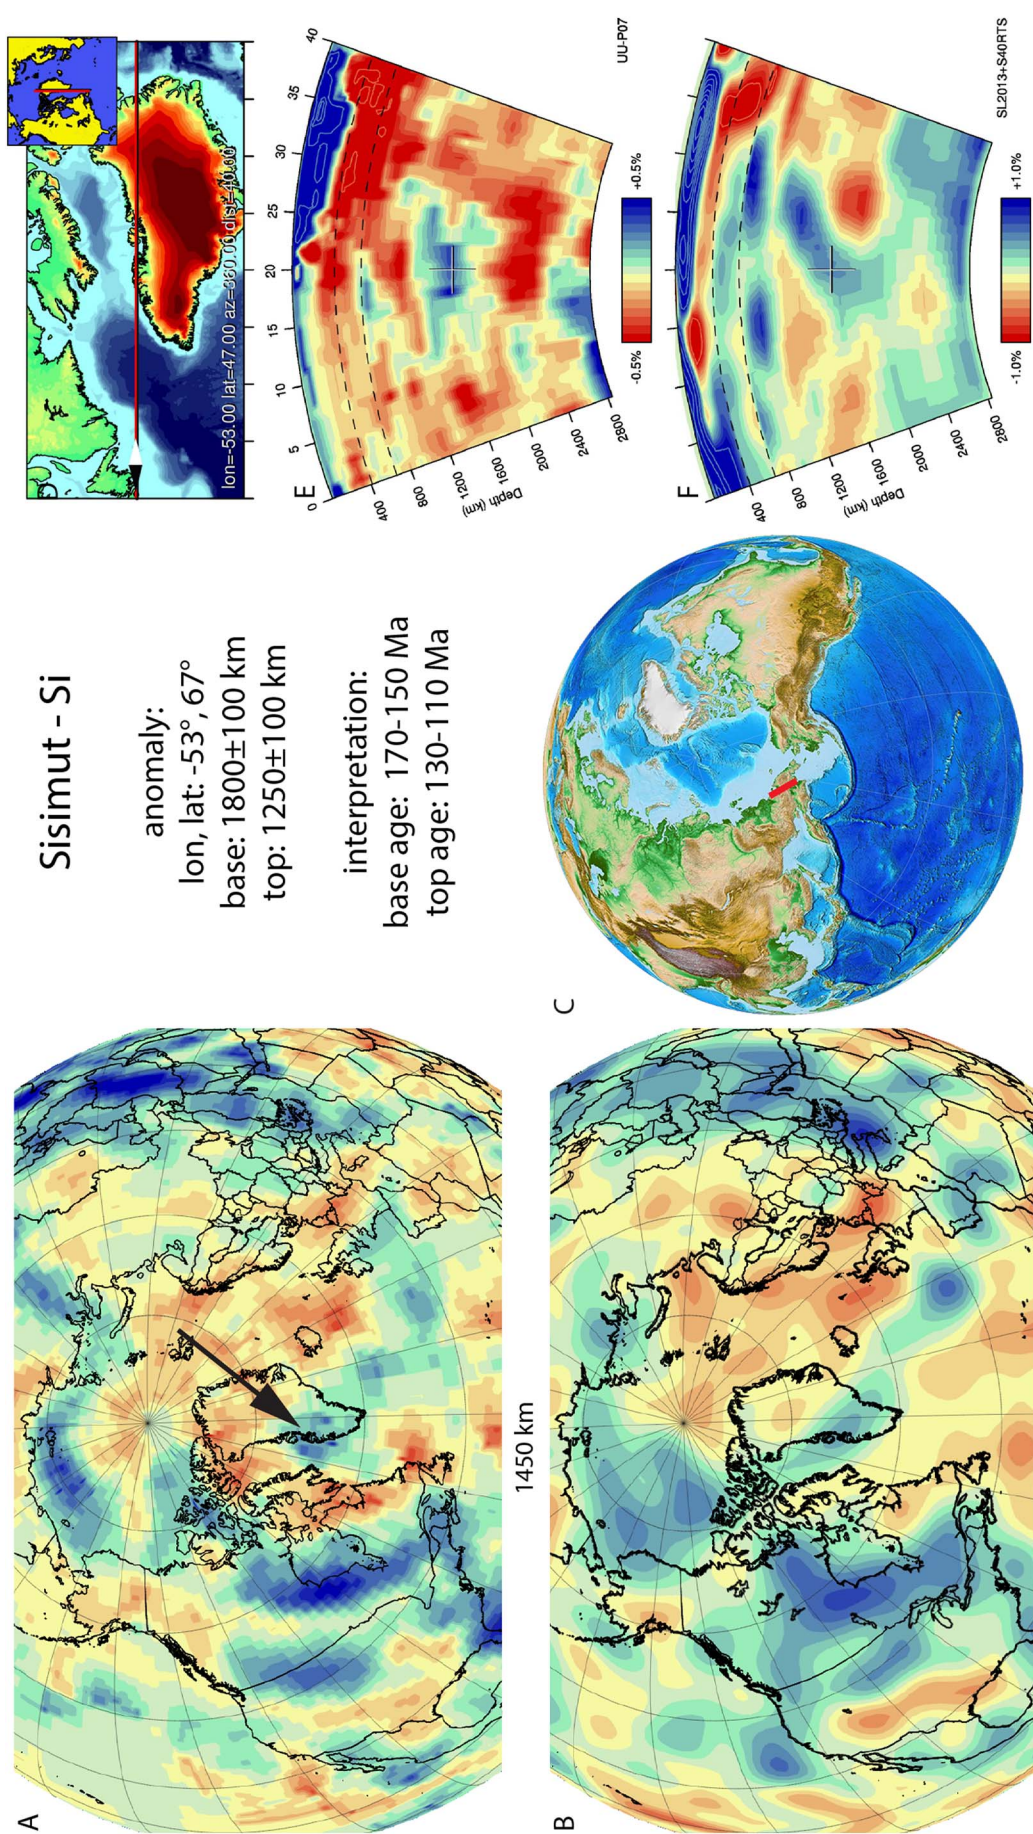 Sisimut - Si
anomaly:
lon, lat: -53°, 67°
base: 1800±100 km
top: 1250±100 km
interpretation:
base age: 170-150 Ma
top age: 130-110 Ma
A
1450 km
B
C
lon=-53.00 lat=47.00 az=360.00 dist=40.00
E
0
5
10
15
20
25
30
35
40
400
800
1200
1600
2000
2400
2800
Depth (km)
-0.5%
+0.5%
UU-P07
F
400
800
1200
1600
2000
2400
2800
Depth (km)
-1.0%
+1.0%
SL2013+S40RTS